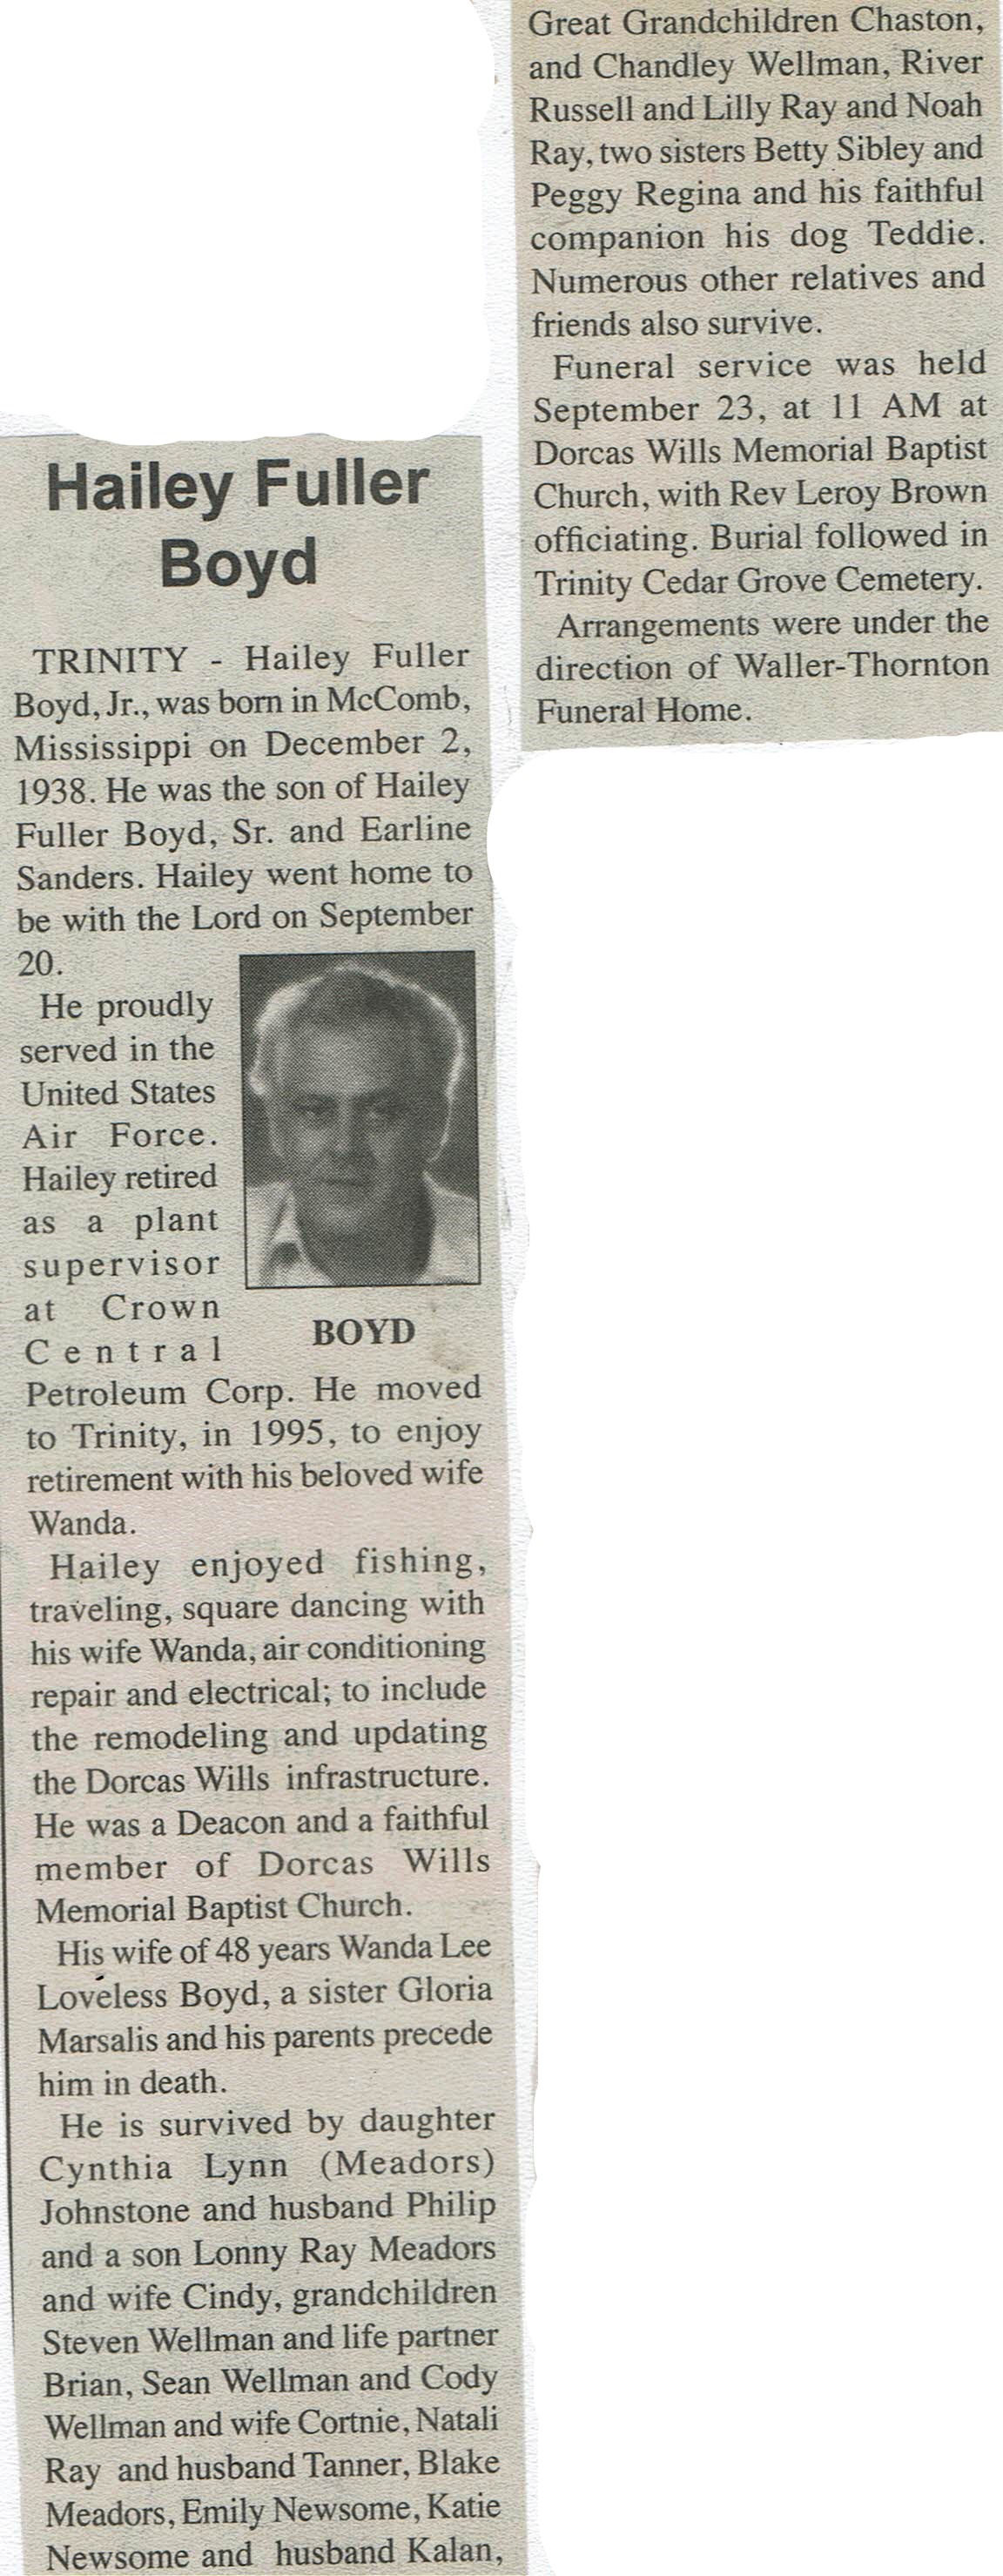 Hailey Fuller
Boyd
TRINITY - Hailey Fuller
Boyd, Jr., was born in McComb,
Mississippi on December 2,
1938. He was the son of Hailey
Fuller Boyd, Sr. and Earline
Sanders. Hailey went home to
be with the Lord on September
20.
He proudly
served in the
United States
Air Force.
Hailey retired
as a plant
supervisor
at Crown
Central
BOYD
Petroleum Corp. He moved
to Trinity, in 1995, to enjoy
retirement with his beloved wife
Wanda.
Hailey enjoyed fishing,
traveling, square dancing with
his wife Wanda, air conditioning
repair and electrical; to include
the remodeling and updating
the Dorcas Wills infrastructure.
He was a Deacon and a faithful
member of Dorcas Wills
Memorial Baptist Church.
His wife of 48 years Wanda Lee
Loveless Boyd, a sister Gloria
Marsalis and his parents precede
him in death.
He is survived by daughter
Cynthia Lynn (Meadors)
Johnstone and husband Philip
and a son Lonny Ray Meadors
and wife Cindy, grandchildren
Steven Wellman and life partner
Brian, Sean Wellman and Cody
Wellman and wife Cortnie, Natali
Ray and husband Tanner, Blake
Meadors, Emily Newsome, Katie
Newsome and husband Kalan,
Great Grandchildren Chaston,
and Chandley Wellman, River
Russell and Lilly Ray and Noah
Ray, two sisters Betty Sibley and
Peggy Regina and his faithful
companion his dog Teddie.
Numerous other relatives and
friends also survive.
Funeral service was held
September 23, at 11 AM at
Dorcas Wills Memorial Baptist
Church, with Rev Leroy Brown
officiating. Burial followed in
Trinity Cedar Grove Cemetery.
Arrangements were under the
direction of Waller-Thornton
Funeral Home.